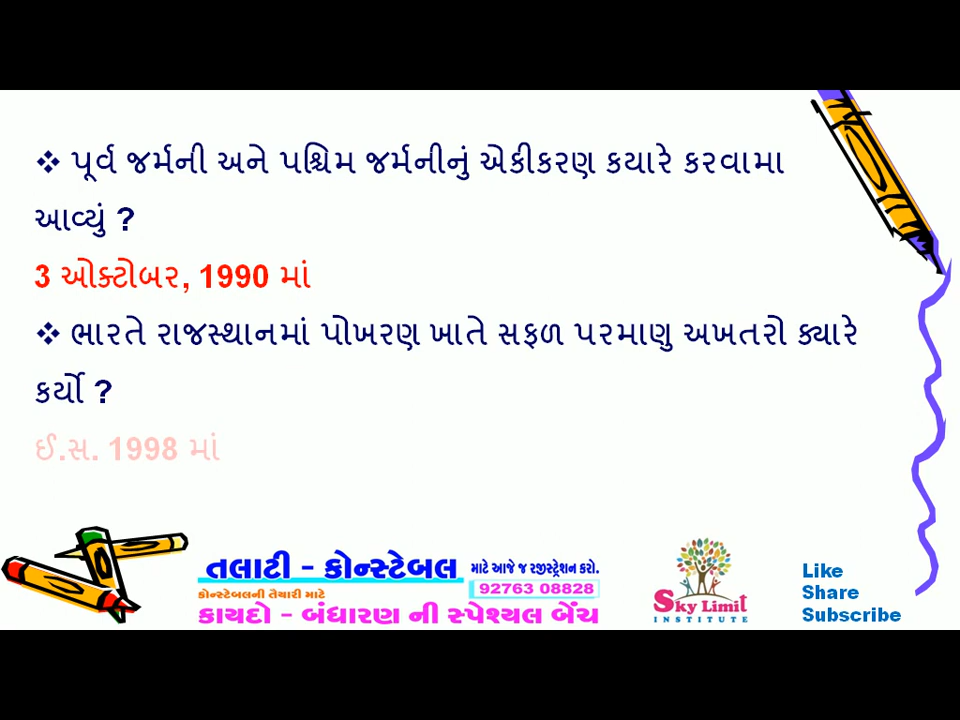 ❖ પૂર્વ જર્મની અને પશ્ચિમ જર્મનીનું એકીકરણ કયારે કરવામા
આવ્યું ?
3 ઓક્ટોબર, 1990 માં
❖ ભારતે રાજસ્થાનમાં પોખરણ ખાતે સફળ પરમાણુ અખતરો ક્યારે
કર્યો ?
ઈ.સ. 1998 માં
તલાટી - કોન્સ્ટેબલ માટે આજે જ રજીસ્ટ્રેશન કરો.
92763 08828
કોન્સ્ટેબલની તૈયારી માટે
કાયદો - બંધારણ ની સ્પેશ્યલ બેંચ
Sky Limit
INSTITUTE
Like
Share
Subscribe